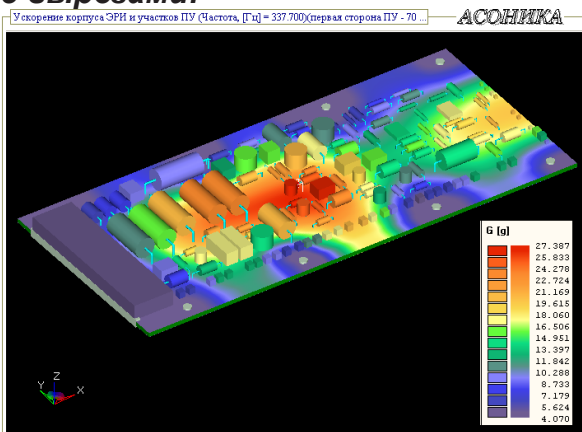 с вырезами.
Ускорение корпуса ЭРИ и участков ПУ (Частота, [Гц] = 337.700)(первая сторона ПУ - 70 ...
АСОНИКА
G [g]
27.387
25.833
24.278
22.724
21.169
19.615
18.060
16.506
14.951
13.397
11.842
10.288
8.733
7.179
5.624
4.070
Z
Y
X